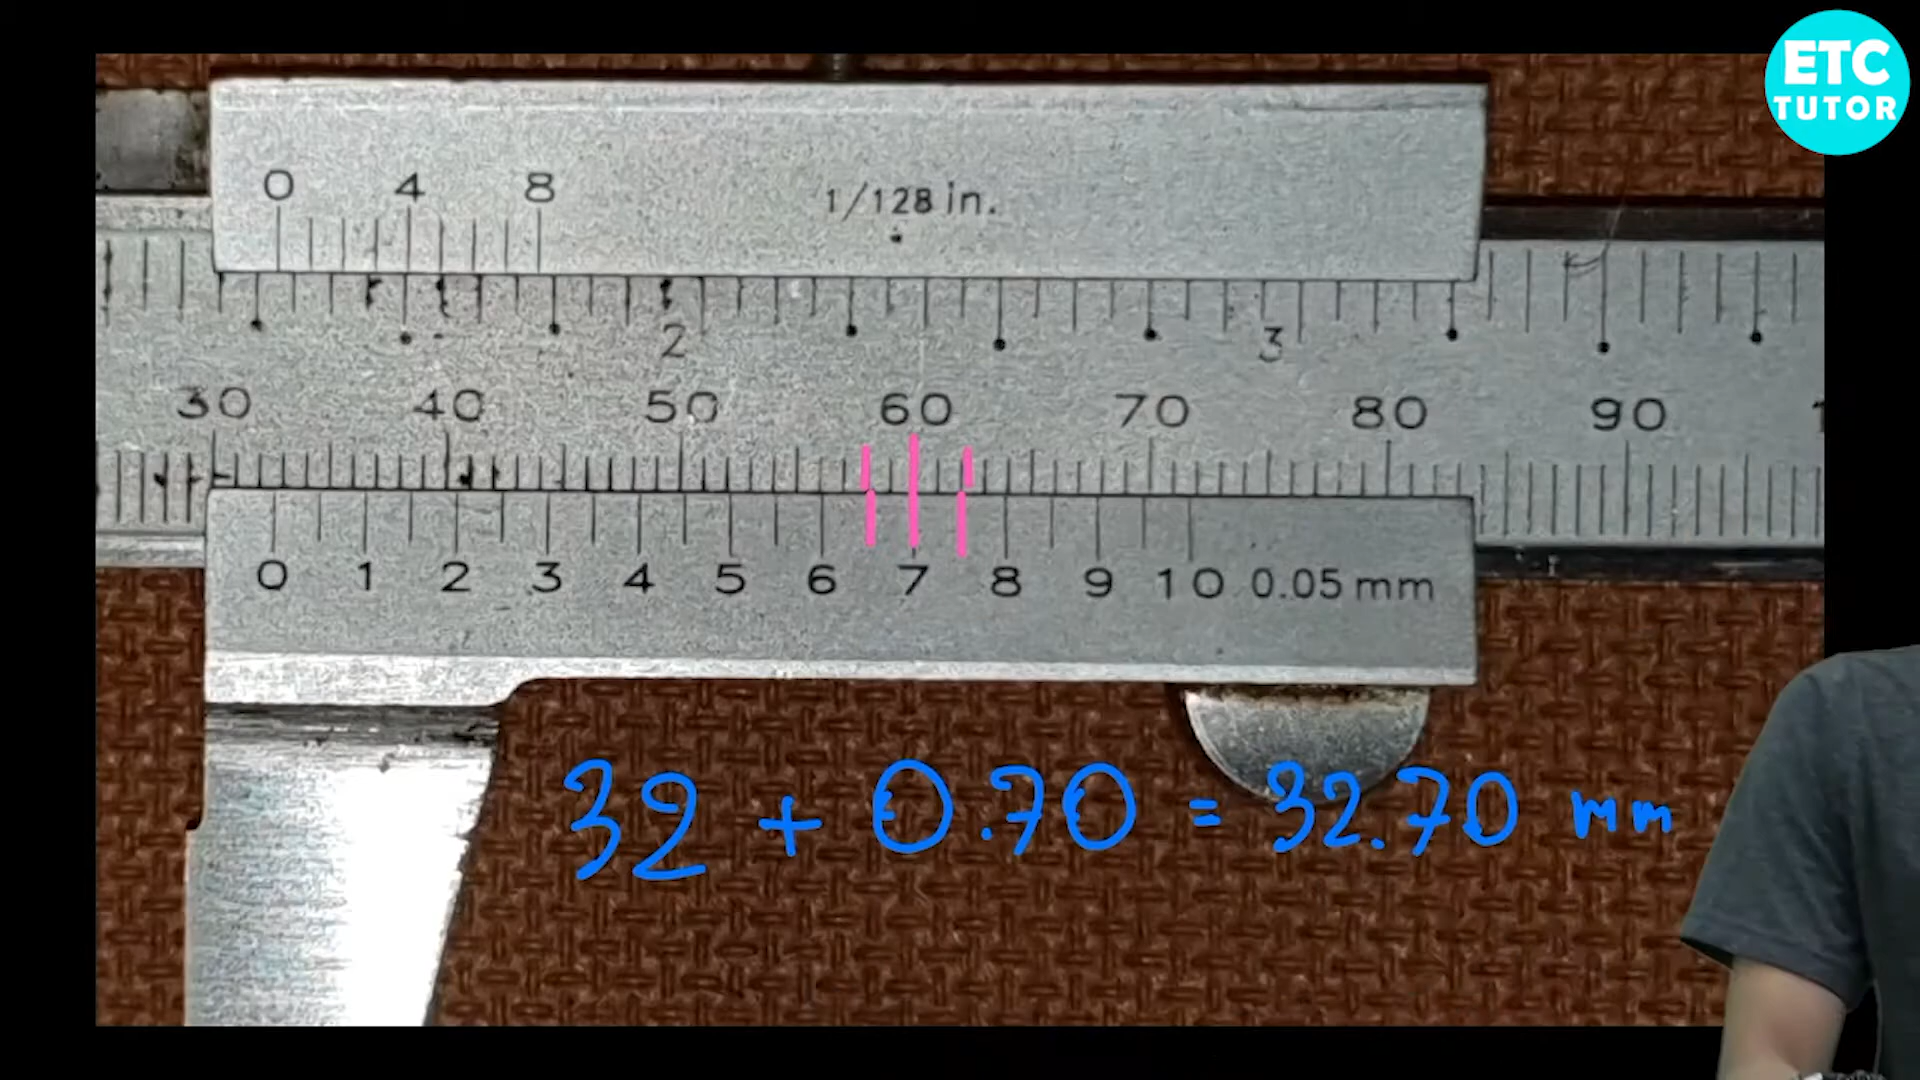 ETC
TUTOR
0 4 8
1/128 in.
2 3
30 40 50 60 70 80 90
0 1 2 3 4 5 6 7 8 9 10 0.05 mm
32 + 0.70 = 32.70 mm